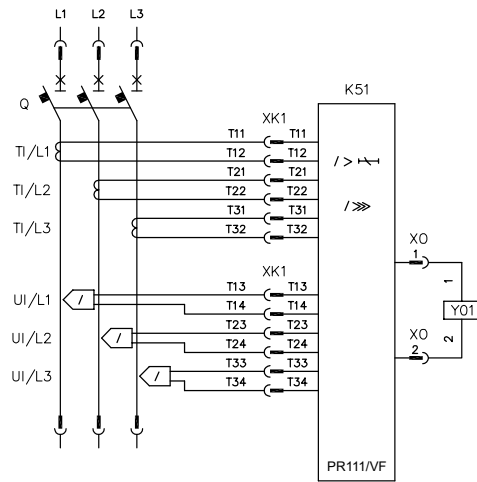 L1 L2 L3
K51
Q
XK1
T11 T11
TI/L1
T12 T12
/ >
T21 T21
TI/L2
T22 T22
/ >>>
T31 T31
TI/L3
T32 T32
XO
1
XK1
T13 T13
UI/L1
/
T14 T14
1
Y01
T23 T23
UI/L2
/
T24 T24
XO
2
2
T33 T33
UI/L3
/
T34 T34
PR111/VF